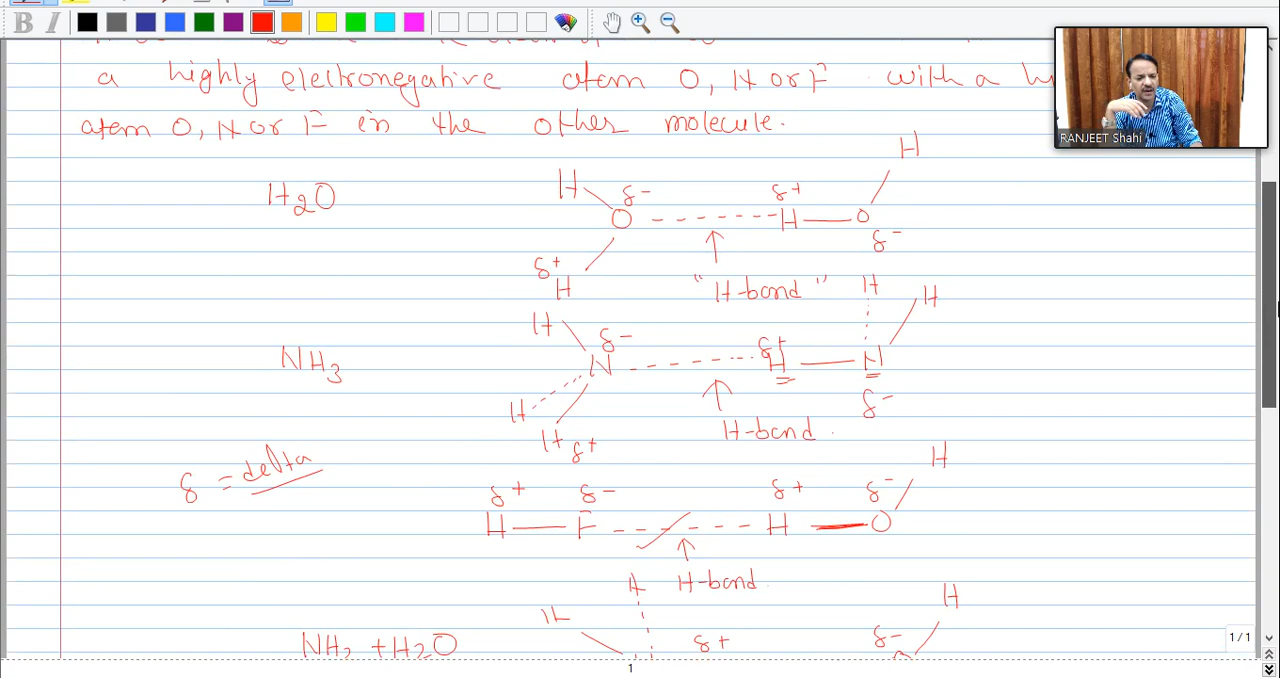 B I
a highly electronegative atom O, N or F. with a
atom O, N or F in the other molecule.
RANJEET Shahi
H
H₂O
H δ- δ+
O ----- H — O
δ+ δ-
H "H-bond" H
H H
NH₃
δ- δ+
N ----- H — N
H δ-
H H-bond.
δ+
δ = delta
H
δ+ δ- δ+ δ-
H — F ----- H — O
H H-bond.
H H
NH₃ + H₂O δ+ δ-
1/1
1